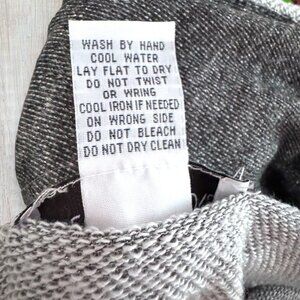 WASH BY HAND
COOL WATER
LAY FLAT TO DRY
DO NOT TWIST
OR WRING
COOL IRON IF NEEDED
ON WRONG SIDE
DO NOT BLEACH
DO NOT DRY CLEAN